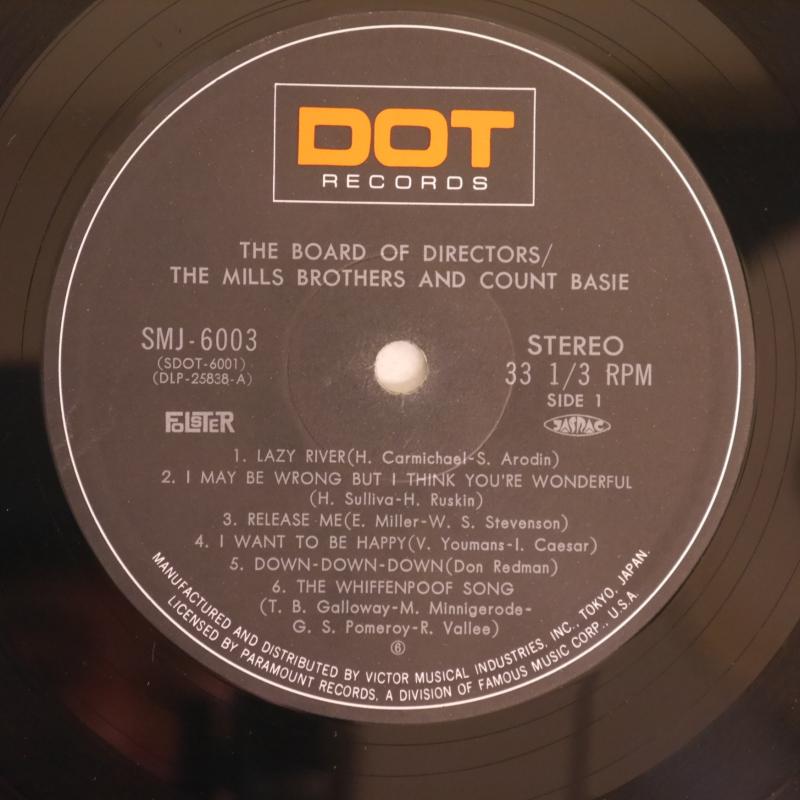 DOT
RECORDS
THE BOARD OF DIRECTORS/
THE MILLS BROTHERS AND COUNT BASIE
SMJ-6003
(SDOT-6001)
(DLP-25838-A)
STEREO
33 1/3 RPM
SIDE 1
FOLSTER
JASRAC
1. LAZY RIVER(H. Carmichael-S. Arodin)
2. I MAY BE WRONG BUT I THINK YOU'RE WONDERFUL
(H. Sulliva-H. Ruskin)
3. RELEASE ME(E. Miller-W. S. Stevenson)
4. I WANT TO BE HAPPY(V. Youmans-I. Caesar)
5. DOWN-DOWN-DOWN(Don Redman)
6. THE WHIFFENPOOF SONG
(T. B. Galloway-M. Minnigerode-
G. S. Pomeroy-R. Vallee)
⑥
MANUFACTURED AND DISTRIBUTED BY VICTOR MUSICAL INDUSTRIES, INC., TOKYO, JAPAN.
LICENSED BY PARAMOUNT RECORDS, A DIVISION OF FAMOUS MUSIC CORP., U.S.A.